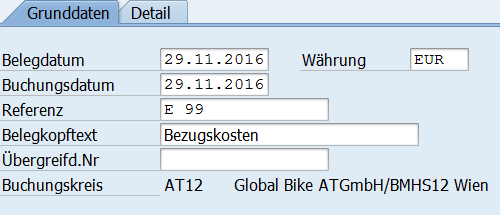 Grunddaten Detail
Belegdatum 29.11.2016 Währung EUR
Buchungsdatum 29.11.2016
Referenz E 99
Belegkopftext Bezugskosten
Übergreifd.Nr
Buchungskreis AT12 Global Bike ATGmbH/BMHS12 Wien